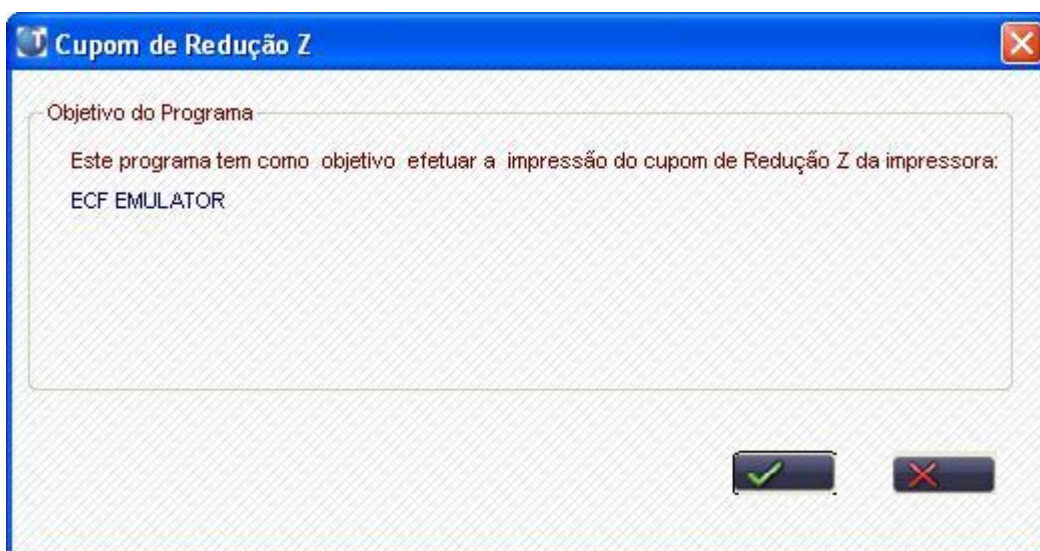 Cupom de Redução Z
Objetivo do Programa
Este programa tem como objetivo efetuar a impressão do cupom de Redução Z da impressora:
ECF EMULATOR